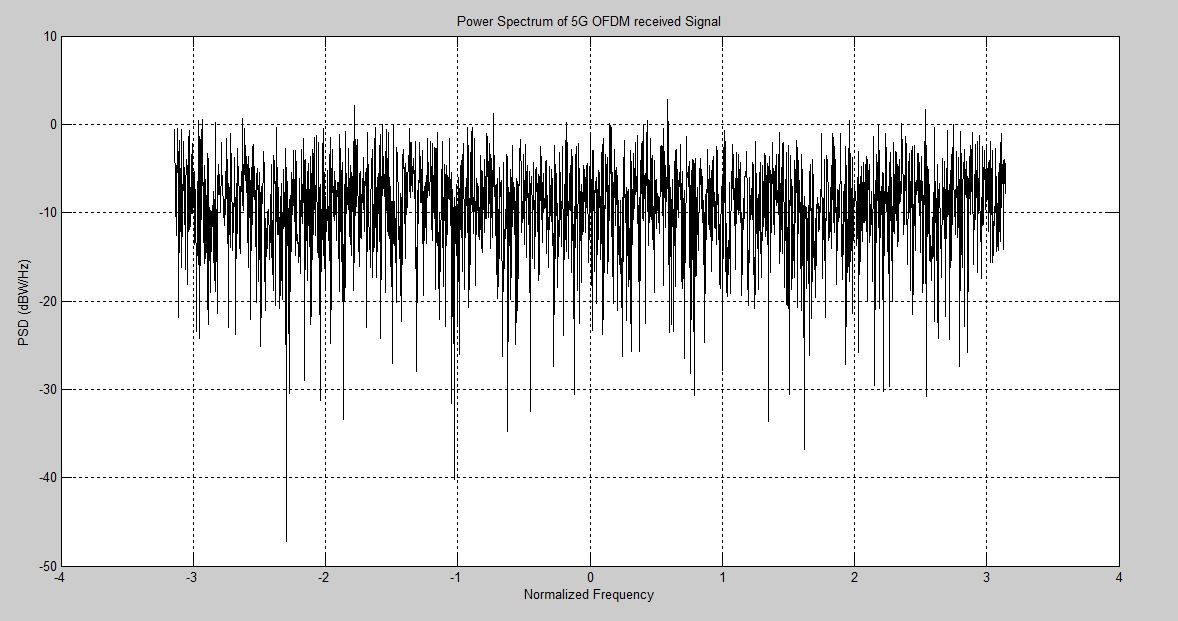 Power Spectrum of 5G OFDM received Signal
10
0
-10
-20
-30
-40
-50
PSD (dBW/Hz)
-4 -3 -2 -1 0 1 2 3 4
Normalized Frequency